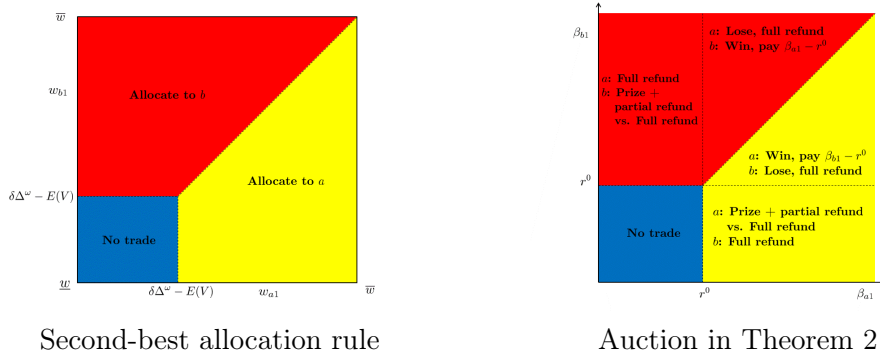 w̅
w_{b1}
Allocate to b
Allocate to a
δΔ^ω − E(V)
No trade
w̲
δΔ^ω − E(V)
w_{a1}
w̅
Second-best allocation rule
β_{b1}
a: Lose, full refund
b: Win, pay β_{a1} − r^0
a: Full refund
b: Prize +
partial refund
vs. Full refund
a: Win, pay β_{b1} − r^0
b: Lose, full refund
r^0
a: Prize + partial refund
vs. Full refund
b: Full refund
No trade
r^0
β_{a1}
Auction in Theorem 2